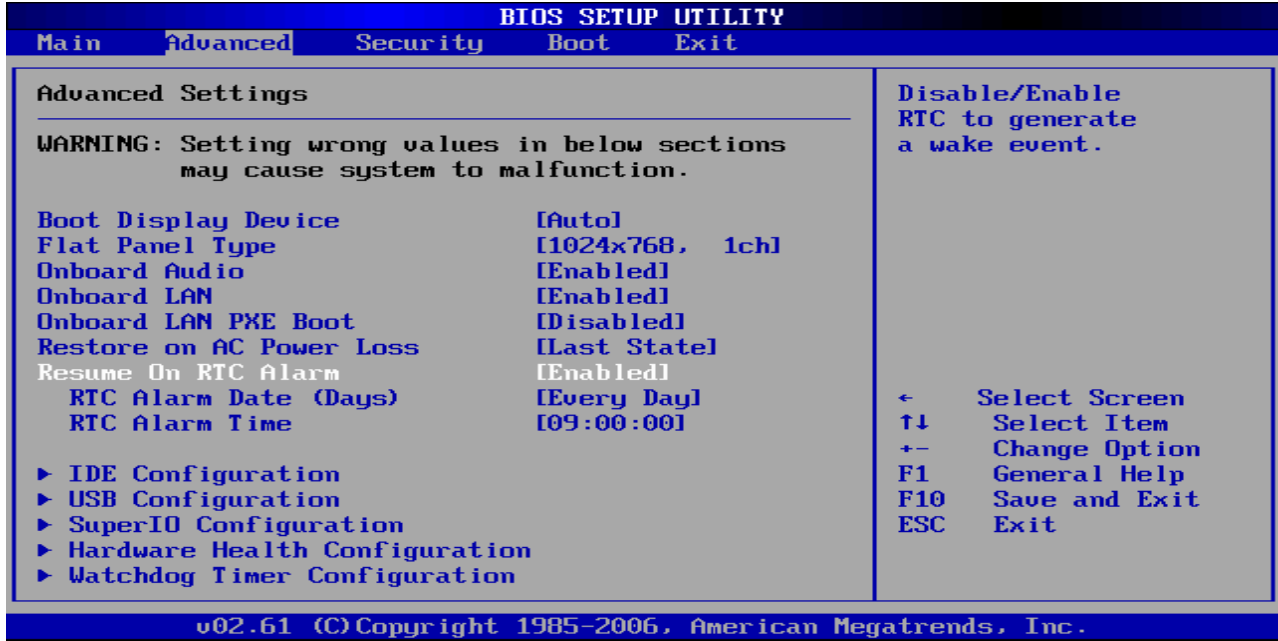 BIOS SETUP UTILITY
Main Advanced Security Boot Exit
Advanced Settings
WARNING: Setting wrong values in below sections
may cause system to malfunction.
Boot Display Device [Auto]
Flat Panel Type [1024x768, 1ch]
Onboard Audio [Enabled]
Onboard LAN [Enabled]
Onboard LAN PXE Boot [Disabled]
Restore on AC Power Loss [Last State]
Resume On RTC Alarm [Enabled]
RTC Alarm Date (Days) [Every Day]
RTC Alarm Time [09:00:00]
► IDE Configuration
► USB Configuration
► SuperIO Configuration
► Hardware Health Configuration
► Watchdog Timer Configuration
Disable/Enable
RTC to generate
a wake event.
← Select Screen
↑↓ Select Item
+- Change Option
F1 General Help
F10 Save and Exit
ESC Exit
v02.61 (C)Copyright 1985-2006, American Megatrends, Inc.